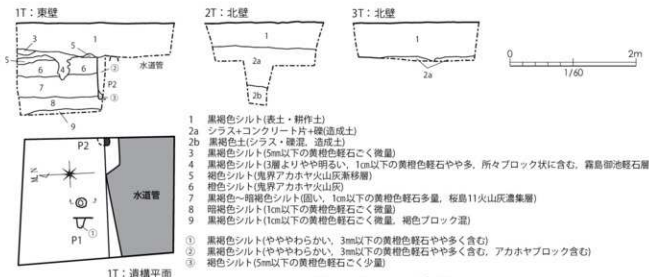 1T：東壁
2T：北壁
3T：北壁
3
5
1
5
6
4
6
7
8
9
②
P2
③
水道管
1
2a
2b
1
2a
0
2m
1/60
P2
水道管
P1
①
1T：遺構平面
1 黒褐色シルト(表土・耕作土)
2a シラス+コンクリート片+礫(造成土)
2b 黒褐色土(シラス・礫混，造成土)
3 黒褐色シルト(5mm以下の黄橙色軽石ごく微量)
4 黒褐色シルト(3層よりやや明るい，1cm以下の黄橙色軽石やや多，所々ブロック状に含む，霧島御池軽石層
5 褐色シルト(鬼界アカホヤ火山灰漸移層)
6 橙色シルト(鬼界アカホヤ火山灰)
7 黒褐色～暗褐色シルト(固い，1cm以下の黄橙色軽石多量，桜島11火山灰濃集層)
8 暗褐色シルト(1cm以下の黄橙色軽石ごく微量)
9 黒褐色シルト(1cm以下の黄橙色軽石ごく微量，褐色ブロック混)
① 黒褐色シルト(ややわらかい，3mm以下の黄橙色軽石やや多く含む)
② 黒褐色シルト(ややわらかい，3mm以下の黄橙色軽石やや多く含む，アカホヤブロック含む)
③ 褐色シルト(5mm以下の黄橙色軽石ごく少量)